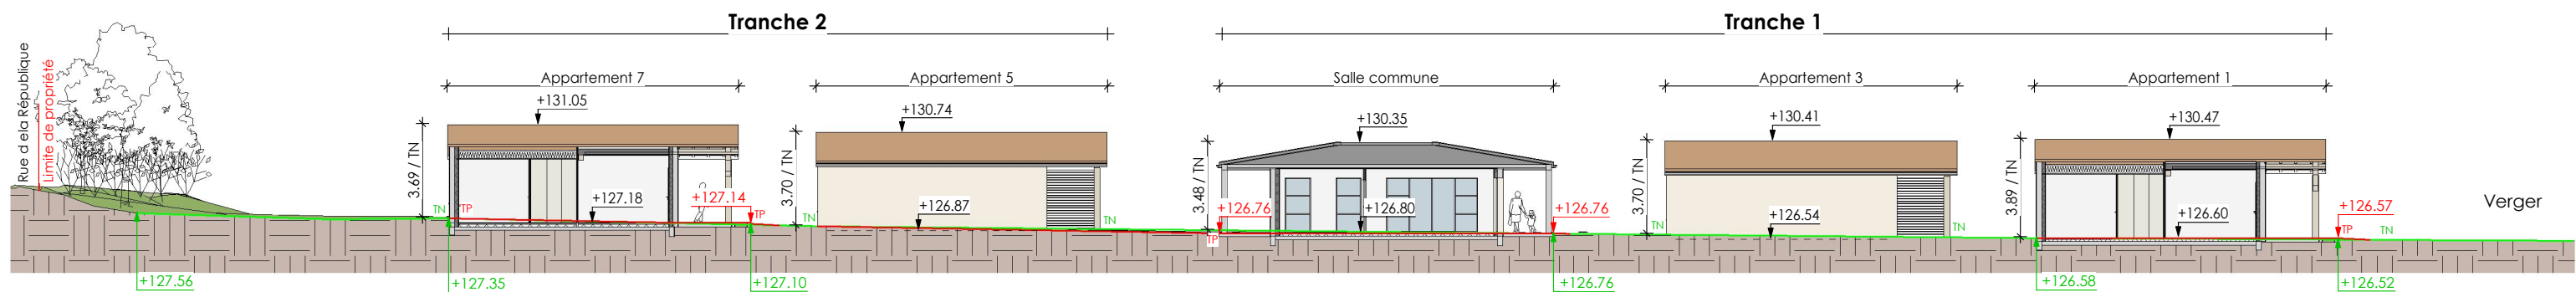 Tranche 2
Tranche 1
Rue d ela République
Limite de propriété
Appartement 7
Appartement 5
Salle commune
Appartement 3
Appartement 1
+131.05
+130.74
+130.35
+130.41
+130.47
3.69 / TN
3.70 / TN
3.48 / TN
3.70 / TN
3.89 / TN
+127.18
+127.14
+126.87
+126.76
+126.80
+126.76
+126.54
+126.60
+126.57
Verger
TN
TP
TP
TN
TN
TP
TN
TN
TP
TN
+127.56
+127.35
+127.10
+126.76
+126.58
+126.52